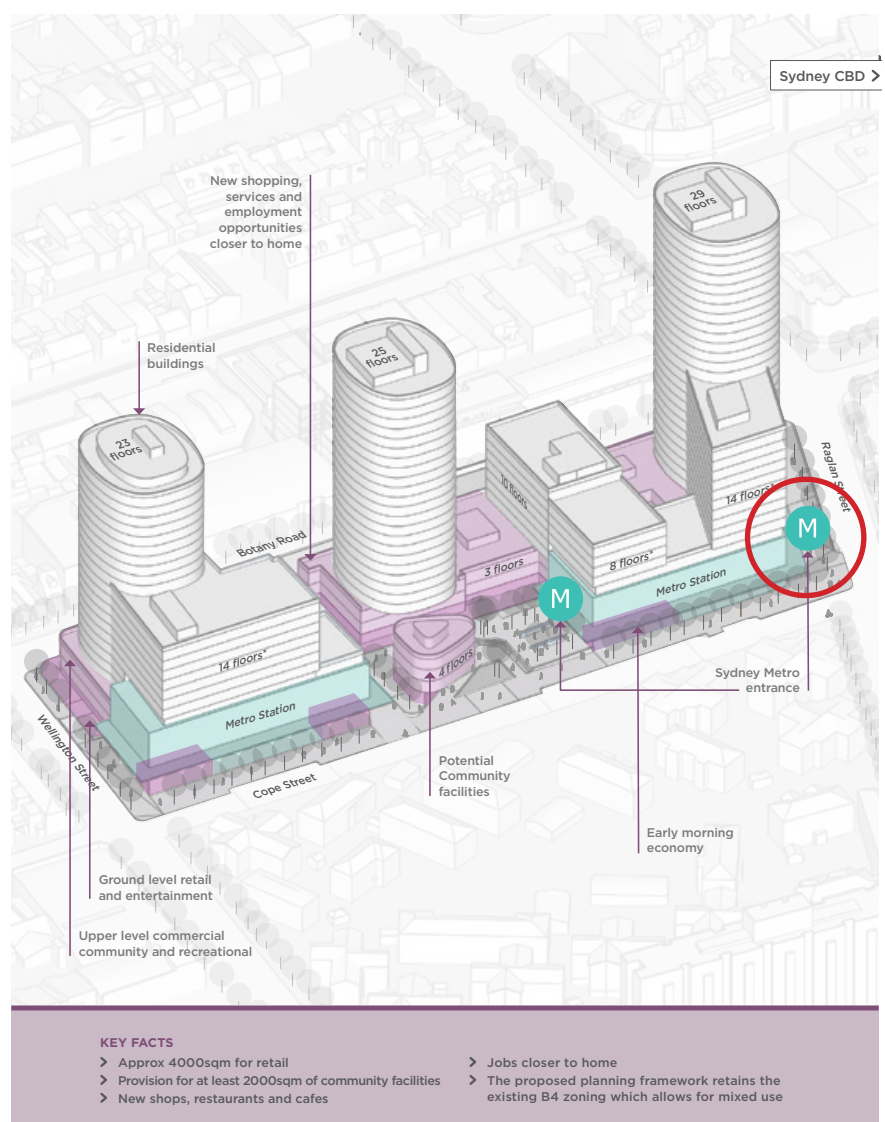 Sydney CBD >
New shopping,
services and
employment
opportunities
closer to home
29
floors
Residential
buildings
25
floors
23
floors
Raglan Street
10 floors
14 floors*
Botany Road
3 floors
8 floors*
Metro Station
M
M
14 floors*
4 floors
Sydney Metro
entrance
Metro Station
Wellington Street
Cope Street
Potential
Community
facilities
Early morning
economy
Ground level retail
and entertainment
Upper level commercial
community and recreational
KEY FACTS
> Approx 4000sqm for retail
> Provision for at least 2000sqm of community facilities
> New shops, restaurants and cafes
> Jobs closer to home
> The proposed planning framework retains the
existing B4 zoning which allows for mixed use